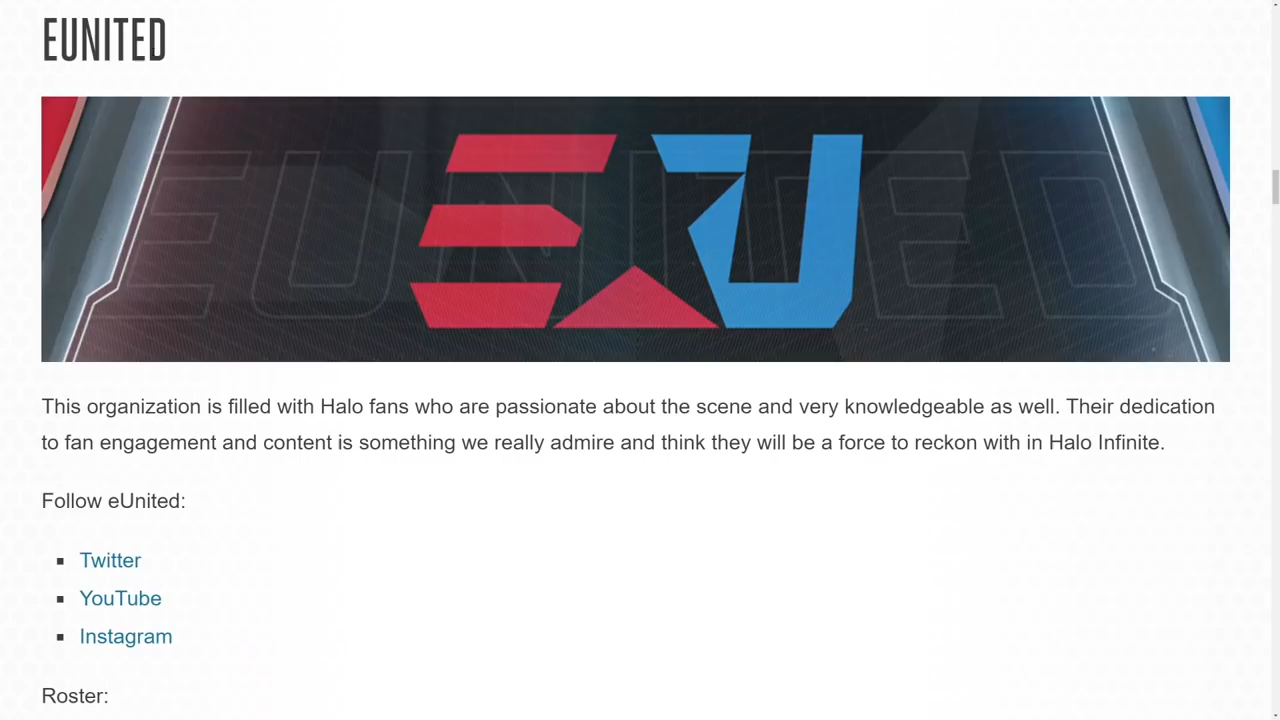 EUNITED
EUNITED
EU
This organization is filled with Halo fans who are passionate about the scene and very knowledgeable as well. Their dedication
to fan engagement and content is something we really admire and think they will be a force to reckon with in Halo Infinite.
Follow eUnited:
Twitter
YouTube
Instagram
Roster: